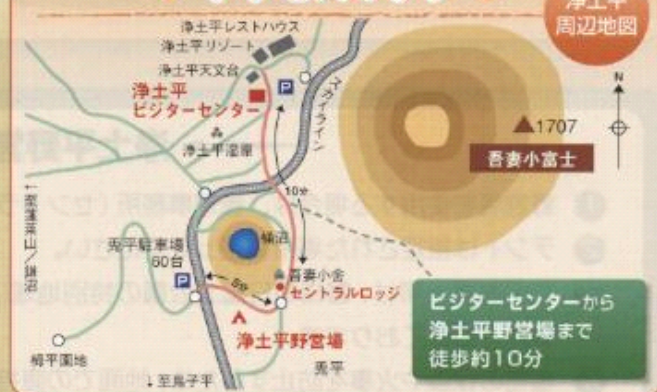 浄土平
周辺地図
浄土平レストハウス
浄土平リゾート
浄土平天文台
浄土平
ビジターセンター
浄土平湿原
P
スカイライン
N
▲1707
吾妻小富士
10分
兎平駐車場
60台
P
桶沼
5分
吾妻小舎
セントラルロッジ
浄土平野営場
兎平
栂平園地
↓至鳥子平
ビジターセンターから
浄土平野営場まで
徒歩約10分